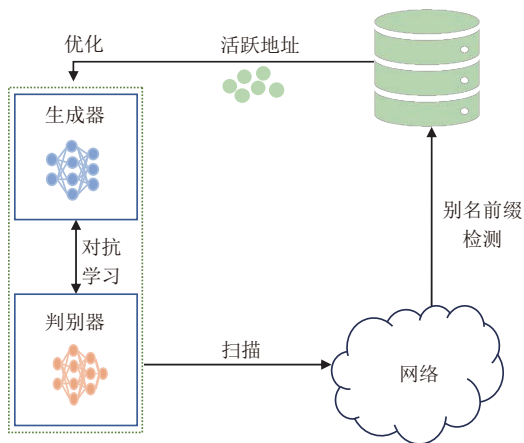 优化
活跃地址
生成器
别名前缀
检测
对抗
学习
判别器
扫描
网络